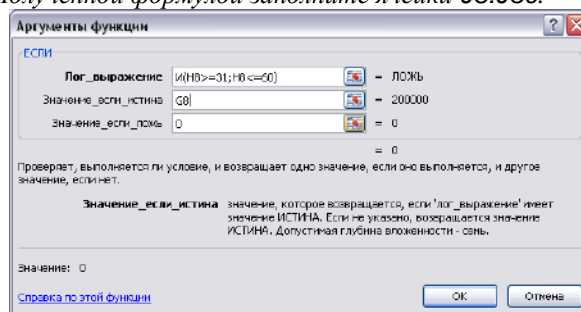 полученной формулой заполните ячейки
Аргументы функции
ЕСЛИ
Лог_выражение И(H8>=31;H8<=60) = ЛОЖЬ
Значение_если_истина G8 = 200000
Значение_если_ложь 0 = 0
= 0
Проверяет, выполняется ли условие, и возвращает одно значение, если оно выполняется, и другое
значение, если нет.
Значение_если_истина значение, которое возвращается, если 'лог_выражение' имеет
значение ИСТИНА. Если не указано, возвращается значение
ИСТИНА. Допустимая глубина вложенности - семь.
Значение: 0
Справка по этой функции ОК Отмена